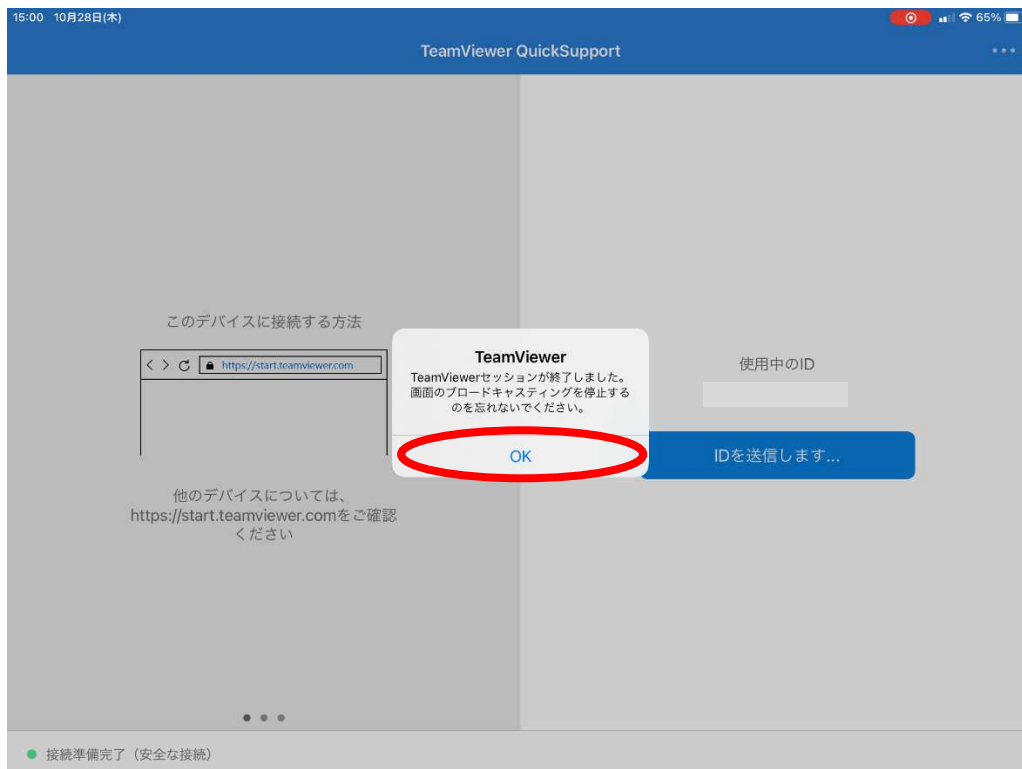 15:00 10月28日(木)
65%
TeamViewer QuickSupport
このデバイスに接続する方法
https://start.teamviewer.com
他のデバイスについては、
https://start.teamviewer.comをご確認
ください
TeamViewer
TeamViewerセッションが終了しました。
画面のブロードキャスティングを停止する
のを忘れないでください。
OK
使用中のID
IDを送信します...
接続準備完了（安全な接続）